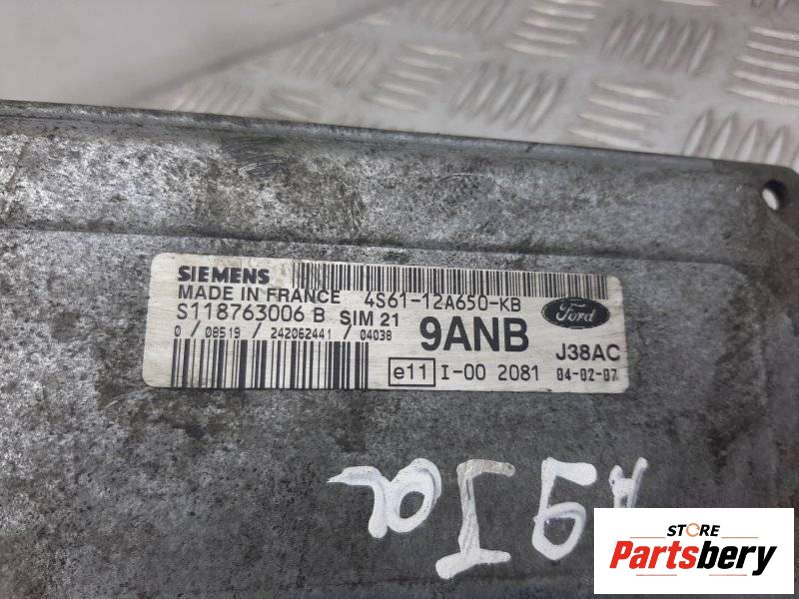 SIEMENS
MADE IN FRANCE 4S61-12A650-KB
S118763006 B SIM 21 9ANB Ford
0 / 08519 / 242062441 / 04038 J38AC
e11 I-00 2081 04-02-07
STORE
Partsbery